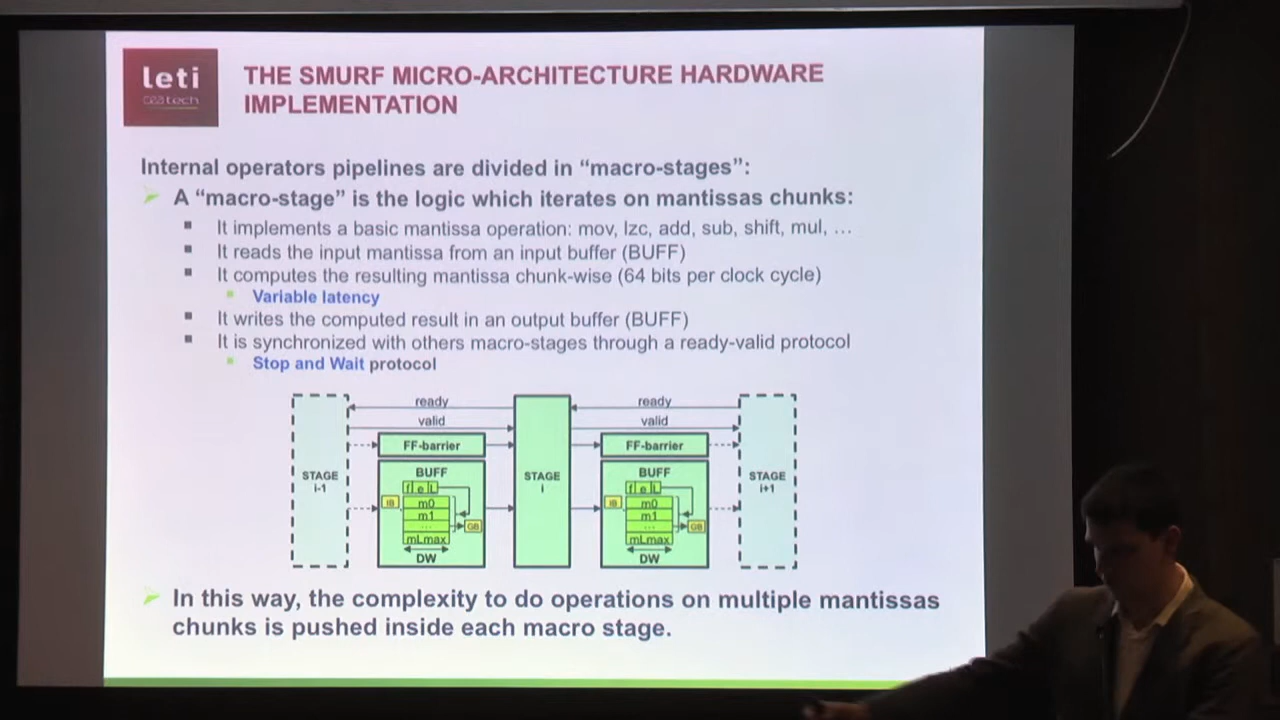 leti
ceatech
THE SMURF MICRO-ARCHITECTURE HARDWARE
IMPLEMENTATION
Internal operators pipelines are divided in “macro-stages”:
A “macro-stage” is the logic which iterates on mantissas chunks:
It implements a basic mantissa operation: mov, lzc, add, sub, shift, mul, …
It reads the input mantissa from an input buffer (BUFF)
It computes the resulting mantissa chunk-wise (64 bits per clock cycle)
Variable latency
It writes the computed result in an output buffer (BUFF)
It is synchronized with others macro-stages through a ready-valid protocol
Stop and Wait protocol
ready ready
valid valid
FF-barrier FF-barrier
STAGE BUFF STAGE BUFF STAGE
i-1 f e L i f e L i+1
IB m0 IB m0
m1 m1
... GB ... GB
mLmax mLmax
DW DW
In this way, the complexity to do operations on multiple mantissas
chunks is pushed inside each macro stage.